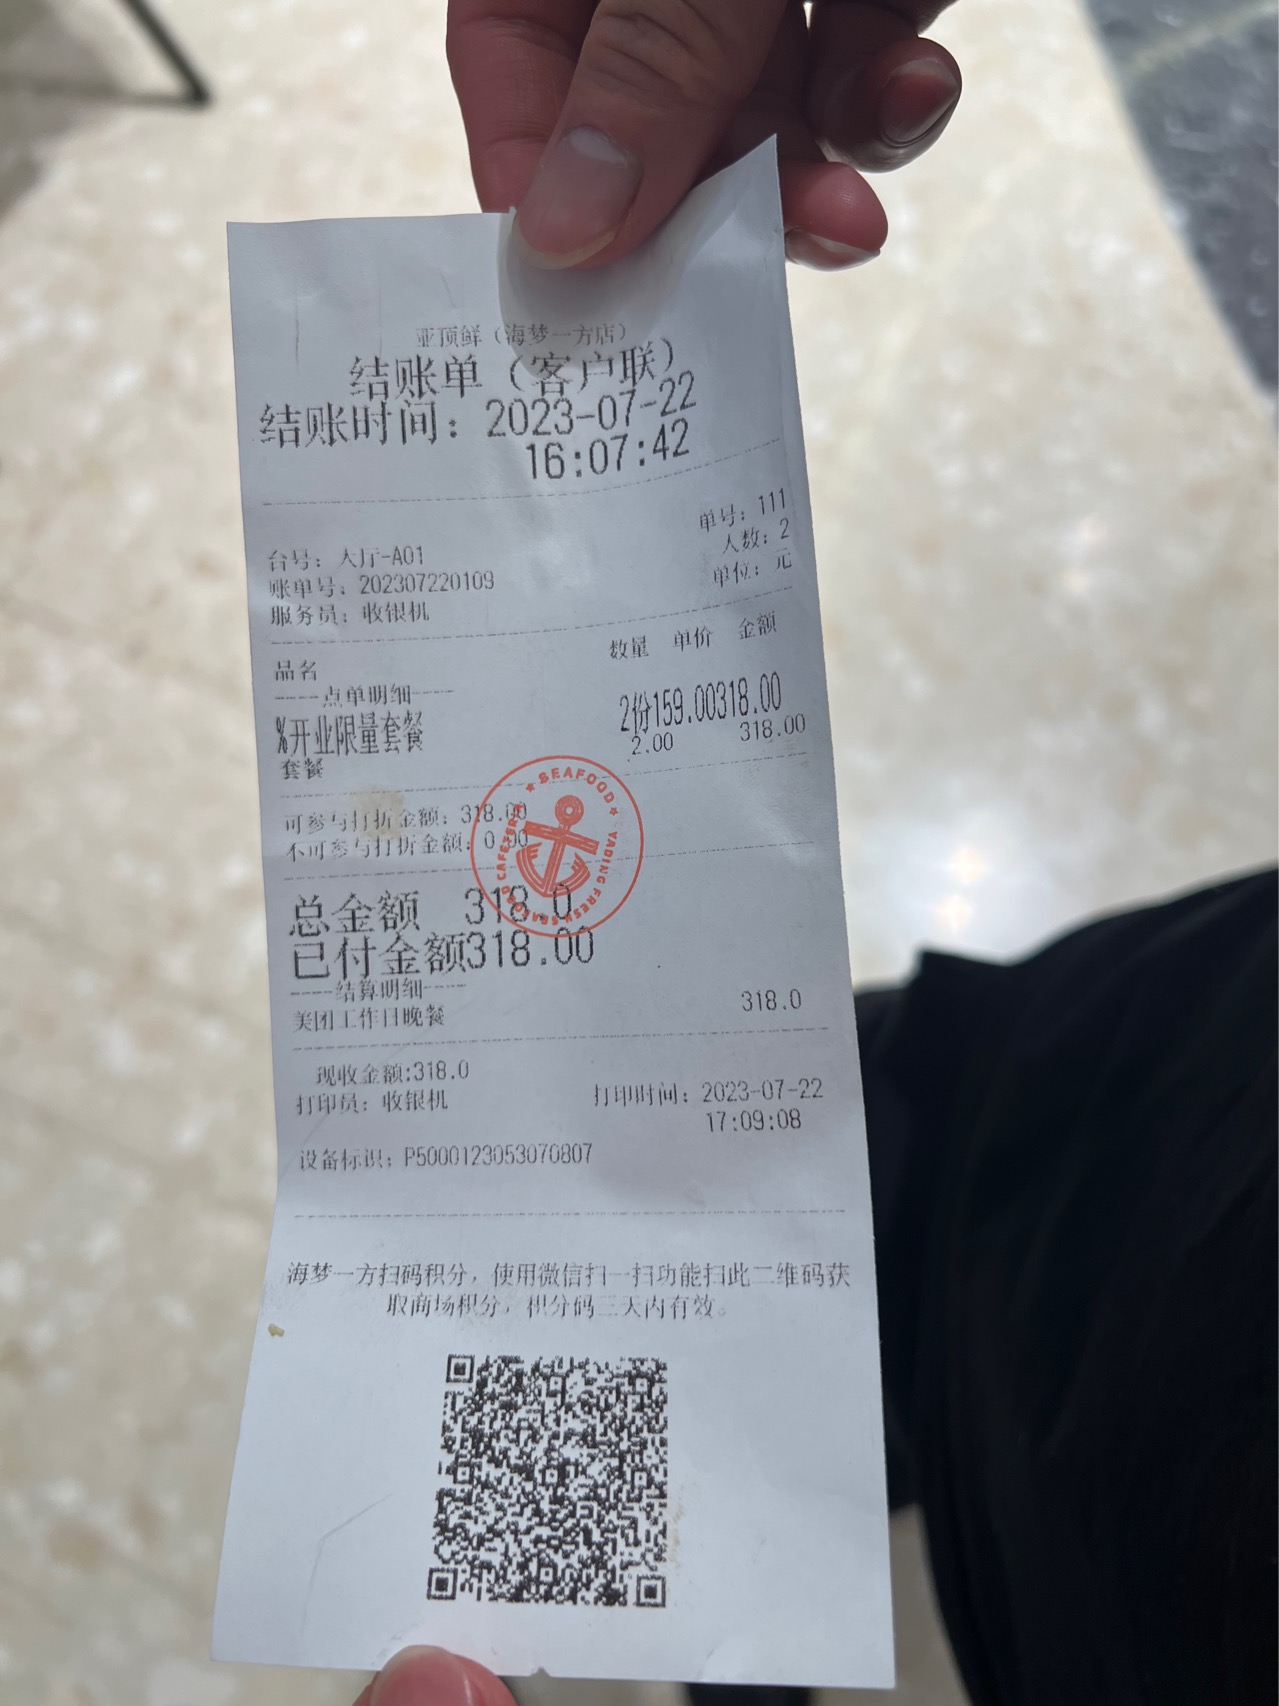 亚顶鲜（海梦一方店）
结账单（客户联）
结账时间：2023-07-22
16:07:42
单号：111
台号：大厅-A01
人数：2
账单号：202307220109
单位：元
服务员：收银机
品名 数量 单价 金额
----点单明细----
%开业限量套餐 2份159.00318.00
套餐 2.00 318.00
可参与打折金额：318.00
不可参与打折金额：0.00
SEAFOOD
YADING FRESH SEAFOOD CAFETERIA
总金额 318.0
已付金额318.00
----结算明细----
美团工作日晚餐 318.0
现收金额:318.0
打印员：收银机 打印时间：2023-07-22
17:09:08
设备标识：P5000123053070807
海梦一方扫码积分，使用微信扫一扫功能扫此二维码获
取商场积分，积分码三天内有效。